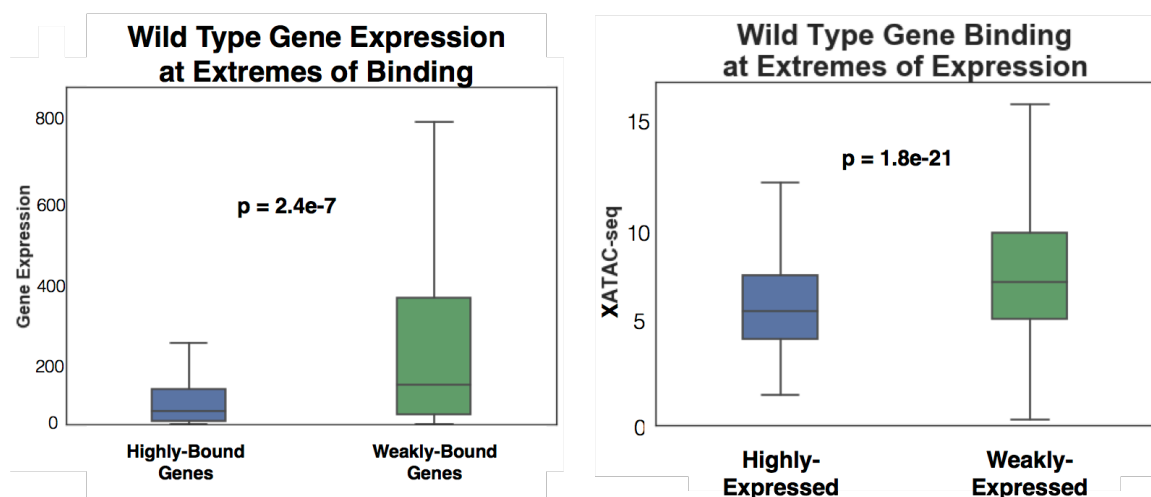 Wild Type Gene Expression
at Extremes of Binding
800
600
400
200
0
Gene Expression
p = 2.4e-7
Highly-Bound
Genes
Weakly-Bound
Genes
Wild Type Gene Binding
at Extremes of Expression
15
10
5
0
XATAC-seq
p = 1.8e-21
Highly-
Expressed
Weakly-
Expressed